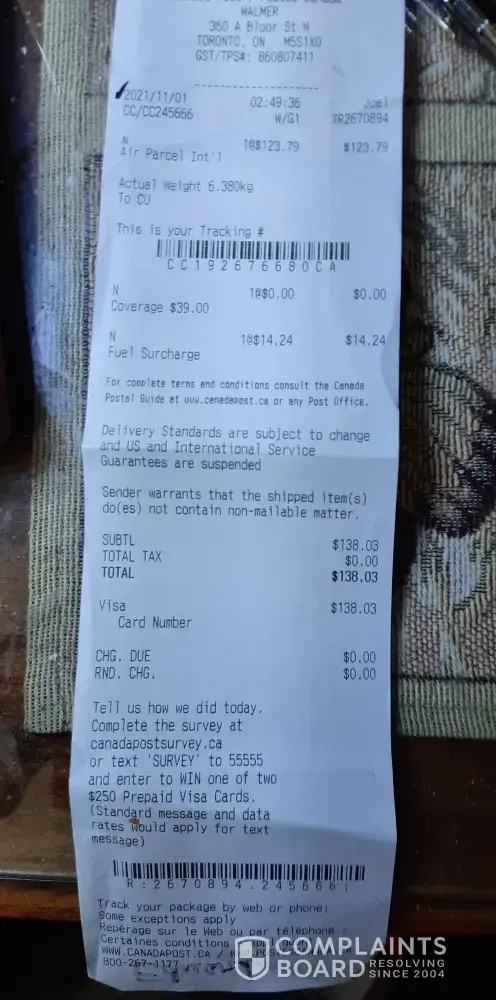 WALMER
360 A Bloor St W
TORONTO, ON M5S1X0
GST/TPS#: 860807411
2021/11/01 02:49:36 Joel
CC/CC245666 W/G1 TR2670894
N 1@$123.79 $123.79
Air Parcel Int'l
Actual Weight 6.380kg
To CU
This is your Tracking #
CC192676680CA
N 1@$0.00 $0.00
Coverage $39.00
N 1@$14.24 $14.24
Fuel Surcharge
For complete terms and conditions consult the Canada
Postal Guide at www.canadapost.ca or any Post Office.
Delivery Standards are subject to change
and US and International Service
Guarantees are suspended
Sender warrants that the shipped item(s)
do(es) not contain non-mailable matter.
SUBTL $138.03
TOTAL TAX $0.00
TOTAL $138.03
Visa $138.03
Card Number
CHG. DUE $0.00
RND. CHG. $0.00
Tell us how we did today.
Complete the survey at
canadapostsurvey.ca
or text 'SURVEY' to 55555
and enter to WIN one of two
$250 Prepaid Visa Cards.
(Standard message and data
rates would apply for text
message)
R:2670894.245666:
Track your package by web or phone:
Some exceptions apply
Repérage sur le Web ou par téléphone :
Certaines conditions
WWW.CANADAPOST.CA /
800-267-1177
COMPLAINTS
BOARD RESOLVING
SINCE 2004